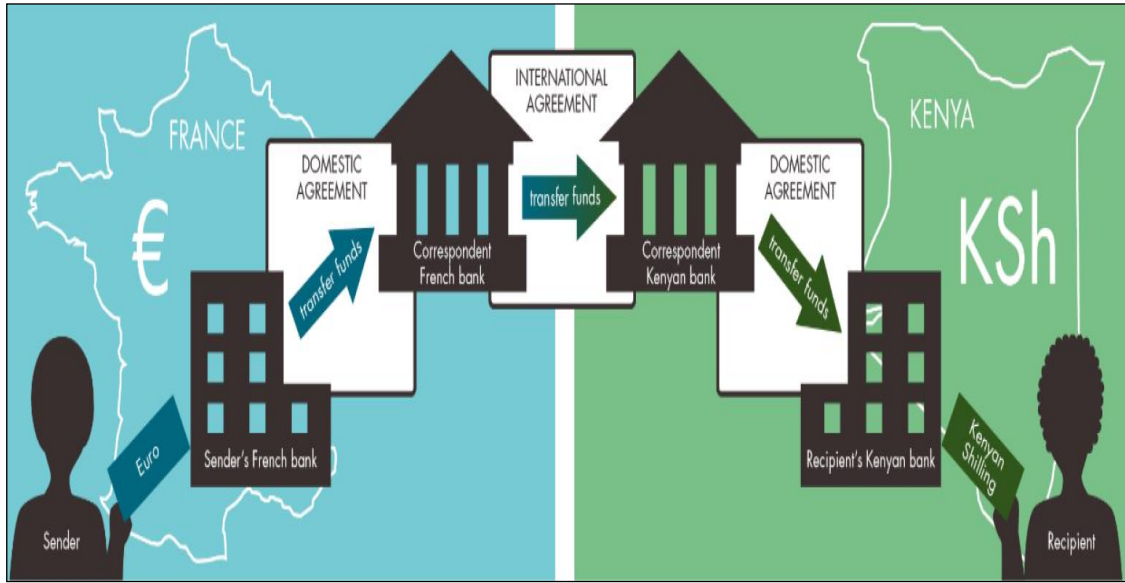 FRANCE
€
DOMESTIC
AGREEMENT
transfer funds
Correspondent
French bank
INTERNATIONAL
AGREEMENT
transfer funds
Correspondent
Kenyan bank
DOMESTIC
AGREEMENT
transfer funds
KENYA
KSh
Sender
Euro
Sender's French bank
Recipient's Kenyan bank
Kenyan
Shilling
Recipient